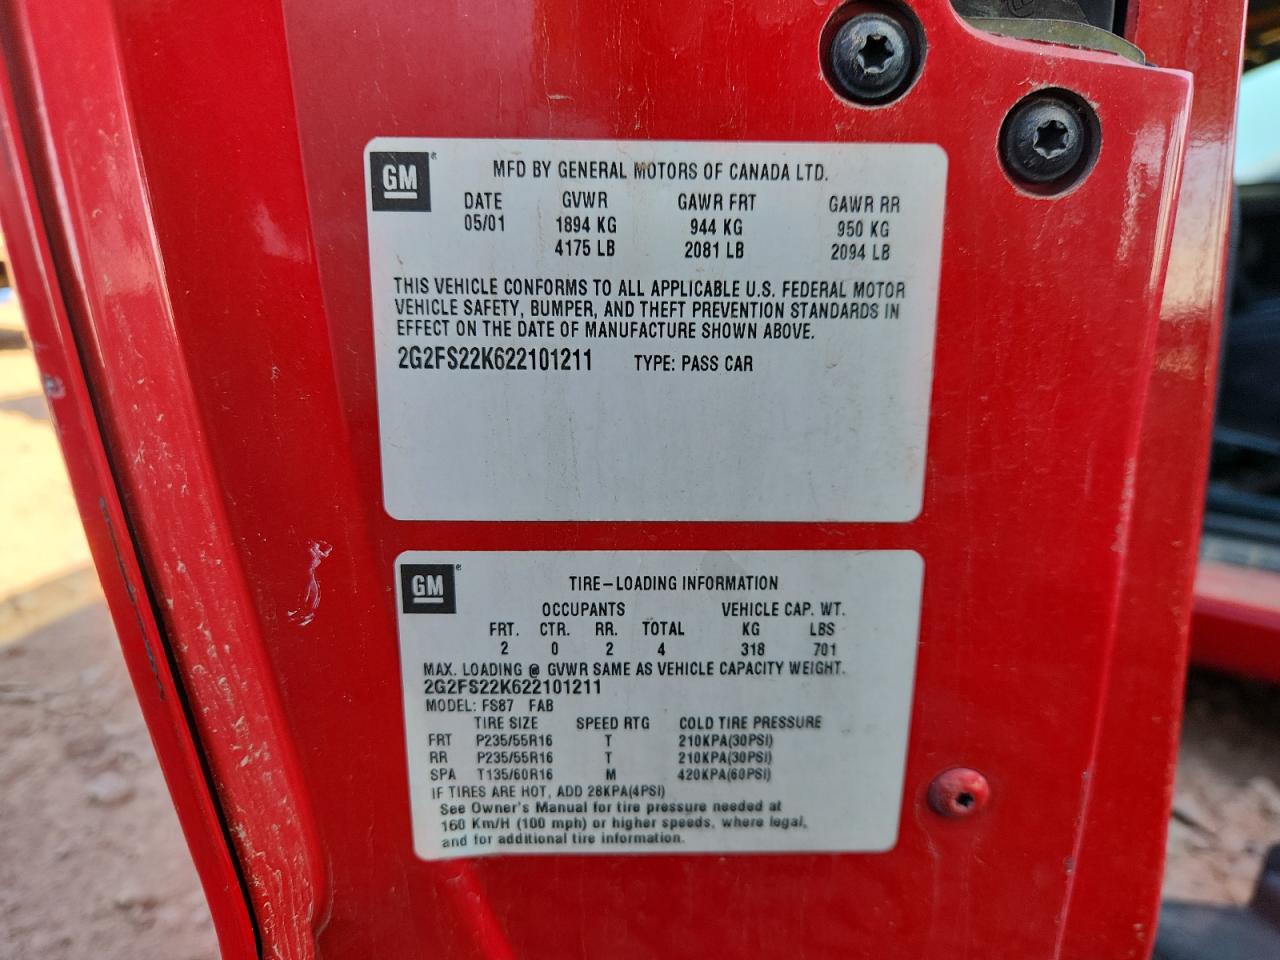 GM
MFD BY GENERAL MOTORS OF CANADA LTD.
DATE GVWR GAWR FRT GAWR RR
05/01 1894 KG 944 KG 950 KG
4175 LB 2081 LB 2094 LB
THIS VEHICLE CONFORMS TO ALL APPLICABLE U.S. FEDERAL MOTOR
VEHICLE SAFETY, BUMPER, AND THEFT PREVENTION STANDARDS IN
EFFECT ON THE DATE OF MANUFACTURE SHOWN ABOVE.
2G2FS22K622101211 TYPE: PASS CAR
GM
TIRE-LOADING INFORMATION
OCCUPANTS VEHICLE CAP. WT.
FRT. CTR. RR. TOTAL KG LBS
2 0 2 4 318 701
MAX. LOADING @ GVWR SAME AS VEHICLE CAPACITY WEIGHT.
2G2FS22K622101211
MODEL: FS87 FAB
TIRE SIZE SPEED RTG COLD TIRE PRESSURE
FRT P235/55R16 T 210KPA(30PSI)
RR P235/55R16 T 210KPA(30PSI)
SPA T135/60R16 M 420KPA(60PSI)
IF TIRES ARE HOT, ADD 28KPA(4PSI)
See Owner's Manual for tire pressure needed at
160 Km/H (100 mph) or higher speeds, where legal,
and for additional tire information.